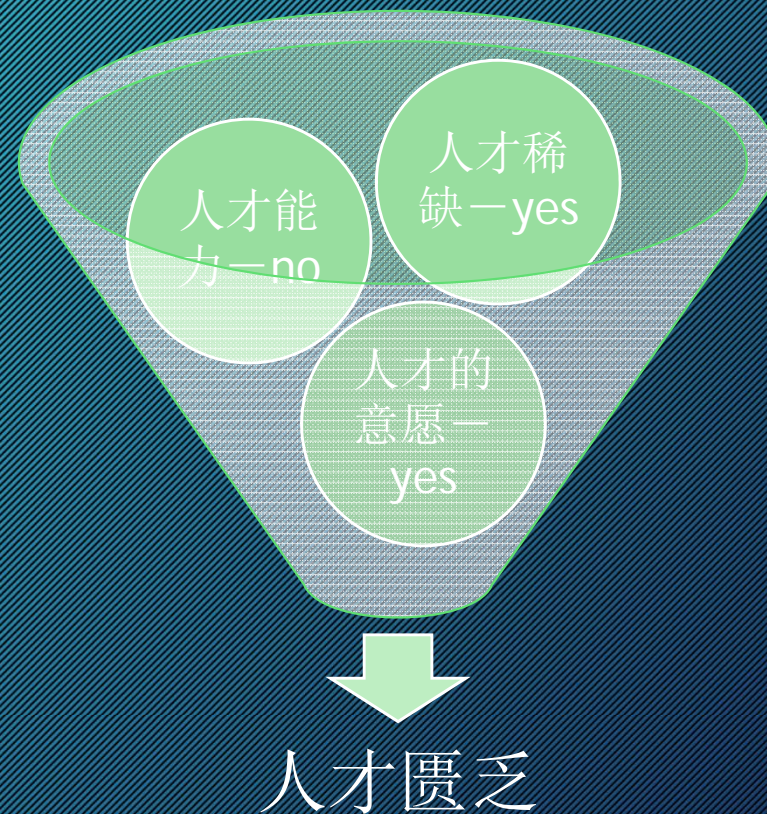 人才稀
缺－yes
人才能
力－no
人才的
意愿－
yes
人才匮乏